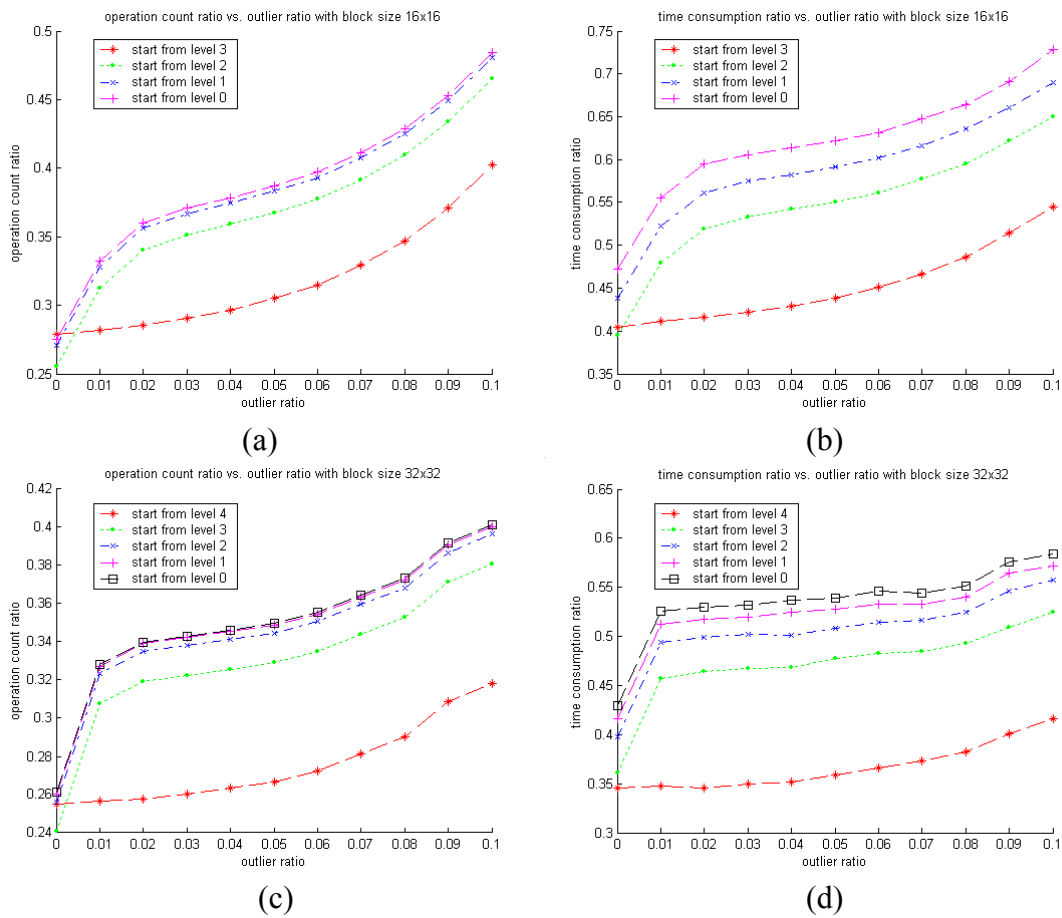 operation count ratio vs. outlier ratio with block size 16x16
0.5
0.45
0.4
0.35
0.3
0.25
operation count ratio
start from level 3
start from level 2
start from level 1
start from level 0
0 0.01 0.02 0.03 0.04 0.05 0.06 0.07 0.08 0.09 0.1
outlier ratio
(a)
time consumption ratio vs. outlier ratio with block size 16x16
0.75
0.7
0.65
0.6
0.55
0.5
0.45
0.4
0.35
time consumption ratio
start from level 3
start from level 2
start from level 1
start from level 0
0 0.01 0.02 0.03 0.04 0.05 0.06 0.07 0.08 0.09 0.1
outlier ratio
(b)
operation count ratio vs. outlier ratio with block size 32x32
0.42
0.4
0.38
0.36
0.34
0.32
0.3
0.28
0.26
0.24
operation count ratio
start from level 4
start from level 3
start from level 2
start from level 1
start from level 0
0 0.01 0.02 0.03 0.04 0.05 0.06 0.07 0.08 0.09 0.1
outlier ratio
(c)
time consumption ratio vs. outlier ratio with block size 32x32
0.65
0.6
0.55
0.5
0.45
0.4
0.35
0.3
time consumption ratio
start from level 4
start from level 3
start from level 2
start from level 1
start from level 0
0 0.01 0.02 0.03 0.04 0.05 0.06 0.07 0.08 0.09 0.1
outlier ratio
(d)